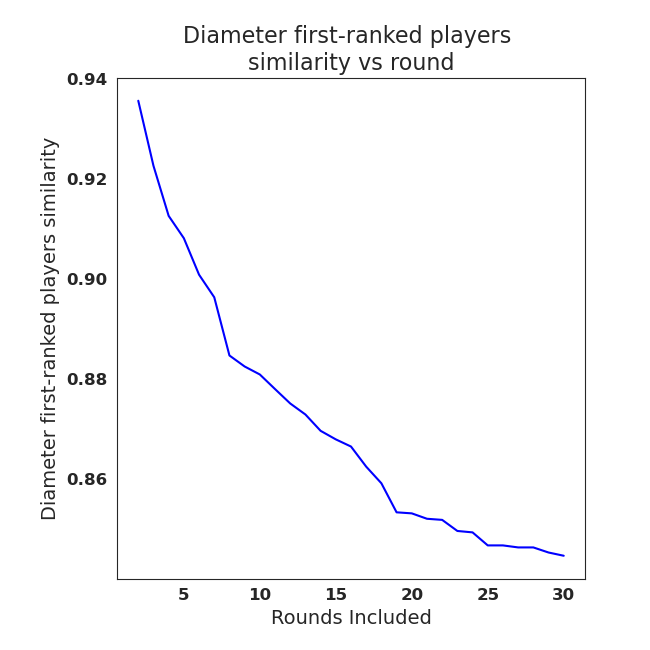 Diameter first-ranked players
similarity vs round
0.94
0.92
0.90
0.88
0.86
Diameter first-ranked players similarity
5 10 15 20 25 30
Rounds Included